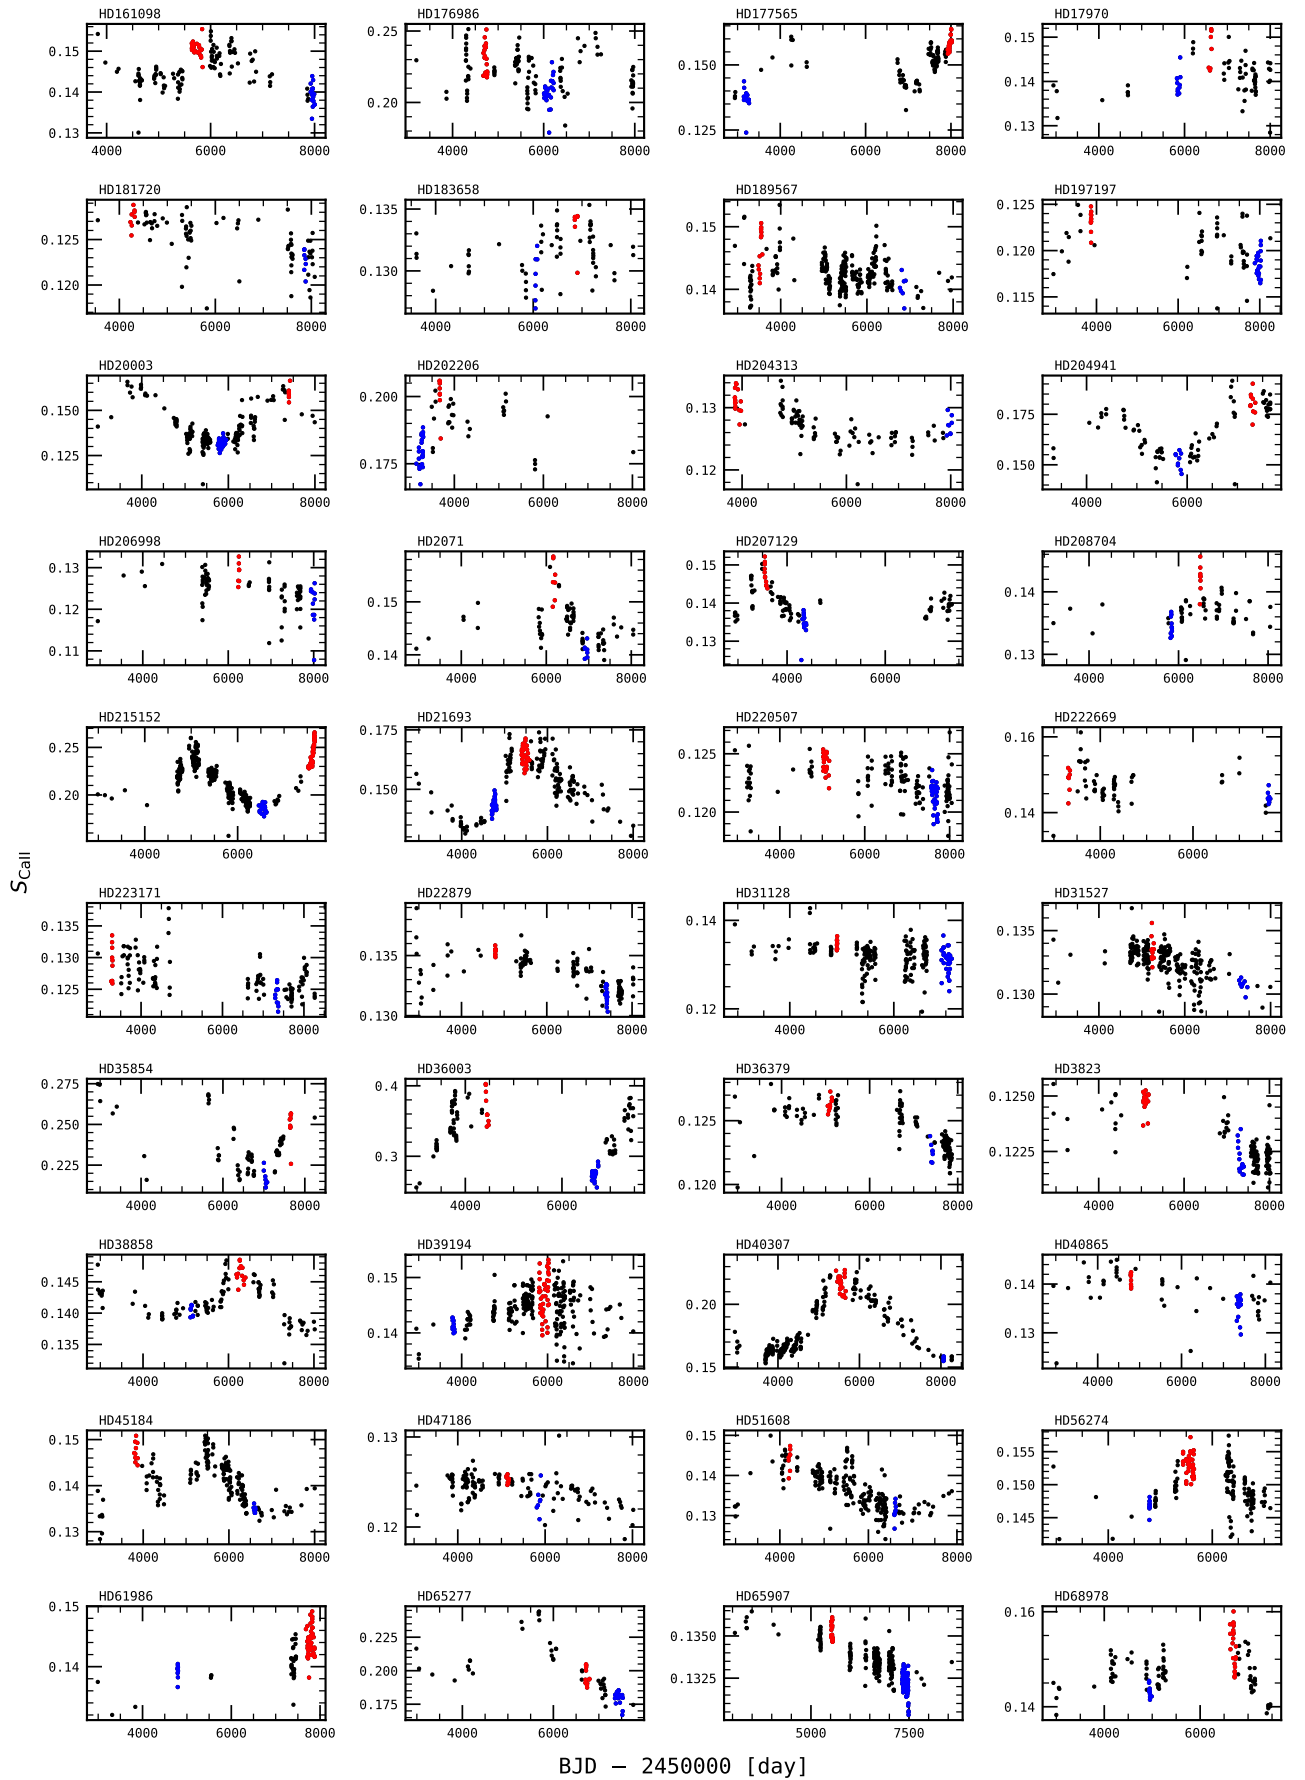 HD161098 HD176986 HD177565 HD17970
0.15 0.14 0.13 0.25 0.20 0.150 0.125 0.15 0.14 0.13
4000 6000 8000 4000 6000 8000 4000 6000 8000 4000 6000 8000
HD181720 HD183658 HD189567 HD197197
0.125 0.120 0.135 0.130 0.15 0.14 0.125 0.120 0.115
4000 6000 8000 4000 6000 8000 4000 6000 8000 4000 6000 8000
HD20003 HD202206 HD204313 HD204941
0.150 0.125 0.200 0.175 0.13 0.12 0.175 0.150
4000 6000 8000 4000 6000 8000 4000 6000 8000 4000 6000
HD206998 HD2071 HD207129 HD208704
0.13 0.12 0.11 0.15 0.14 0.15 0.14 0.13 0.14 0.13
4000 6000 8000 4000 6000 8000 4000 6000 4000 6000 8000
HD215152 HD21693 HD220507 HD222669
0.25 0.20 0.175 0.150 0.125 0.120 0.16 0.14
4000 6000 4000 6000 8000 4000 6000 8000 4000 6000
S_Call
HD223171 HD22879 HD31128 HD31527
0.135 0.130 0.125 0.135 0.130 0.14 0.12 0.135 0.130
4000 6000 8000 4000 6000 8000 4000 6000 4000 6000 8000
HD35854 HD36003 HD36379 HD3823
0.275 0.250 0.225 0.4 0.3 0.125 0.120 0.1250 0.1225
4000 6000 8000 4000 6000 4000 6000 8000 4000 6000 8000
HD38858 HD39194 HD40307 HD40865
0.145 0.140 0.135 0.15 0.14 0.20 0.15 0.14 0.13
4000 6000 8000 4000 6000 8000 4000 6000 8000 4000 6000 8000
HD45184 HD47186 HD51608 HD56274
0.15 0.14 0.13 0.13 0.12 0.15 0.14 0.13 0.155 0.150 0.145
4000 6000 8000 4000 6000 8000 4000 6000 8000 4000 6000
HD61986 HD65277 HD65907 HD68978
0.15 0.14 0.225 0.200 0.175 0.1350 0.1325 0.16 0.14
4000 6000 8000 4000 6000 5000 7500 4000 6000
BJD − 2450000 [day]